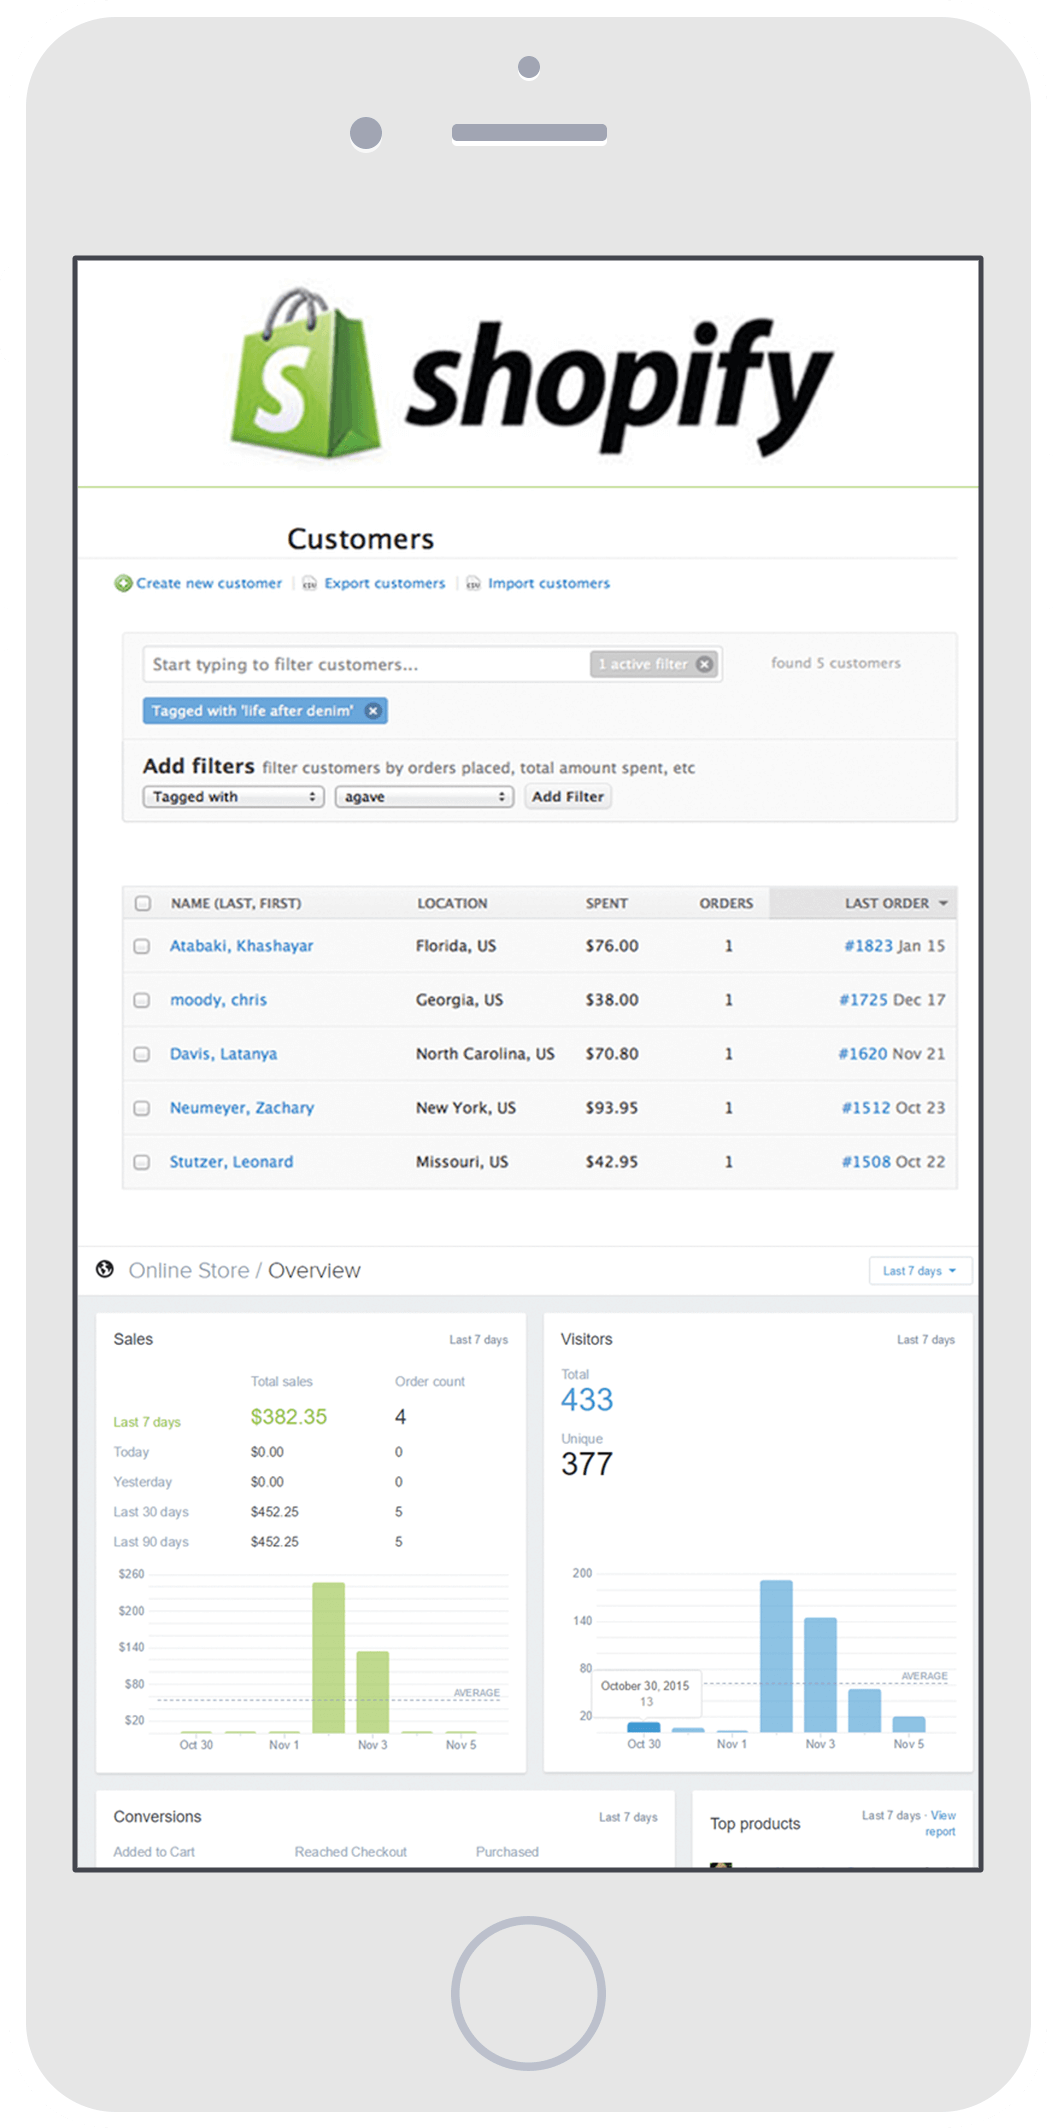 S shopify
Customers
Create new customer | CSV Export customers | CSV Import customers
Start typing to filter customers... 1 active filter found 5 customers
Tagged with 'life after denim'
Add filters filter customers by orders placed, total amount spent, etc
Tagged with agave Add Filter
NAME (LAST, FIRST) LOCATION SPENT ORDERS LAST ORDER
Atabaki, Khashayar Florida, US $76.00 1 #1823 Jan 15
moody, chris Georgia, US $38.00 1 #1725 Dec 17
Davis, Latanya North Carolina, US $70.80 1 #1620 Nov 21
Neumeyer, Zachary New York, US $93.95 1 #1512 Oct 23
Stutzer, Leonard Missouri, US $42.95 1 #1508 Oct 22
Online Store / Overview Last 7 days
Sales Last 7 days
Total sales Order count
Last 7 days $382.35 4
Today $0.00 0
Yesterday $0.00 0
Last 30 days $452.25 5
Last 90 days $452.25 5
$260
$200
$140
$80
AVERAGE
$20
Oct 30 Nov 1 Nov 3 Nov 5
Visitors Last 7 days
Total
433
Unique
377
200
140
80
AVERAGE
October 30, 2015
13
20
Oct 30 Nov 1 Nov 3 Nov 5
Conversions Last 7 days
Added to Cart Reached Checkout Purchased
Top products Last 7 days · View
report